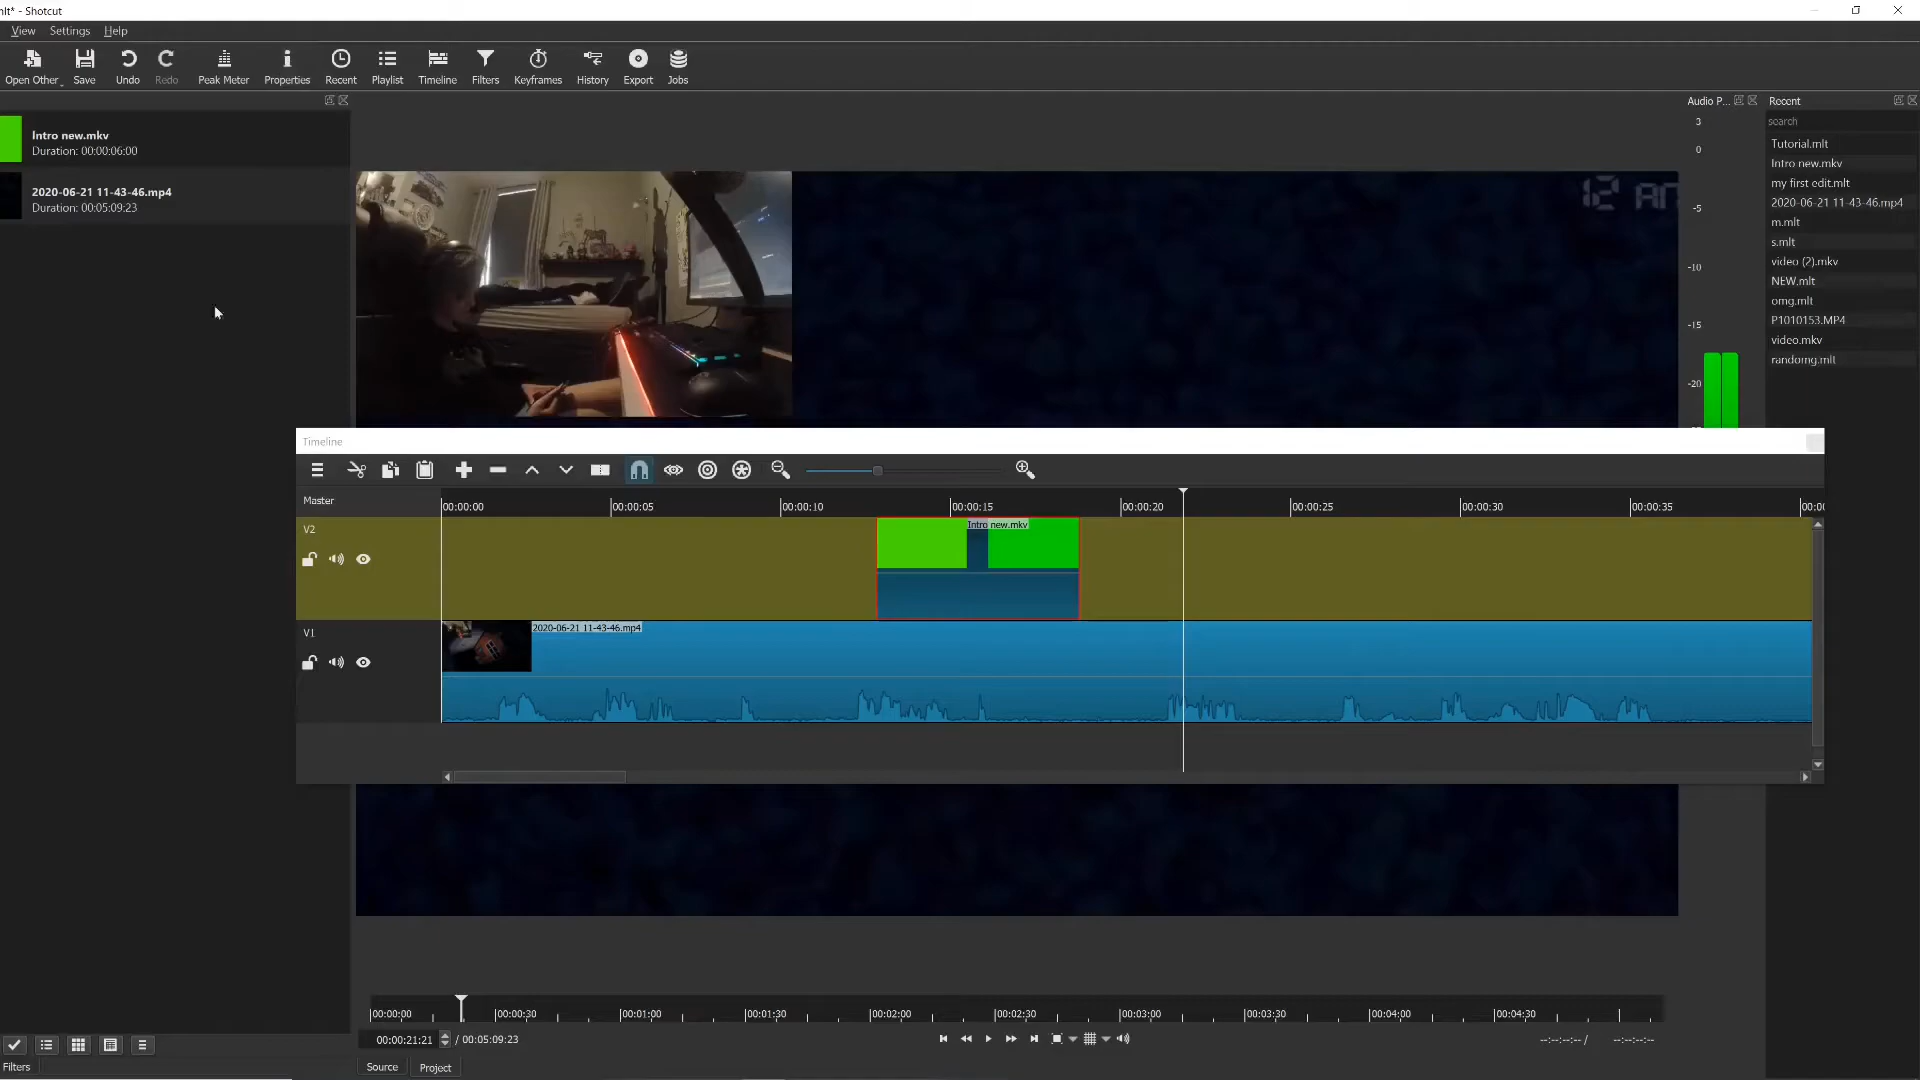 mlt* - Shotcut
View Settings Help
Open Other Save Undo Redo Peak Meter Properties Recent Playlist Timeline Filters Keyframes History Export Jobs
Audio P... Recent
search
Intro new.mkv
Duration: 00:00:06:00
2020-06-21 11-43-46.mp4
Duration: 00:05:09:23
12 AM
3
0
-5
-10
-15
-20
Tutorial.mlt
Intro new.mkv
my first edit.mlt
2020-06-21 11-43-46.mp4
m.mlt
s.mlt
video (2).mkv
NEW.mlt
omg.mlt
P1010153.MP4
video.mkv
randomg.mlt
Timeline
Master
00:00:00 00:00:05 00:00:10 00:00:15 00:00:20 00:00:25 00:00:30 00:00:35 00:00
V2
Intro new.mkv
V1
2020-06-21 11-43-46.mp4
00:00:00 00:00:30 00:01:00 00:01:30 00:02:00 00:02:30 00:03:00 00:03:30 00:04:00 00:04:30
00:00:21:21 / 00:05:09:23 --:--:--:-- / --:--:--:--
Filters
Source Project